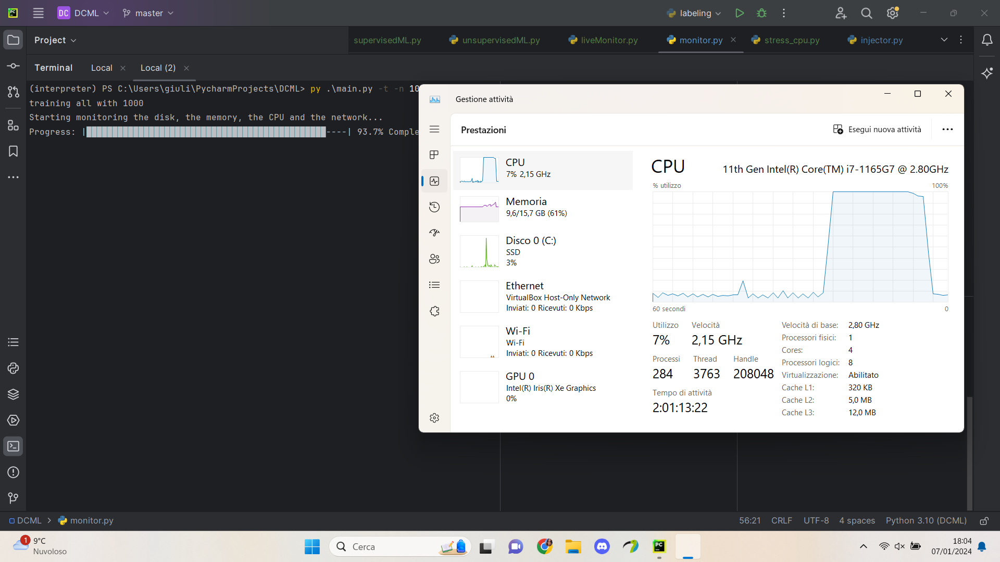 PC
DC DCML
master
labeling
Project
supervisedML.py
unsupervisedML.py
liveMonitor.py
monitor.py
stress_cpu.py
injector.py
Terminal
Local
Local (2)
(interpreter) PS C:\Users\giuli\PycharmProjects\DCML> py .\main.py -t -n 10
training all with 1000
Starting monitoring the disk, the memory, the CPU and the network...
Progress: | ----| 93.7% Comple
Gestione attività
Prestazioni
Esegui nuova attività
CPU
7% 2,15 GHz
Memoria
9,6/15,7 GB (61%)
Disco 0 (C:)
SSD
3%
Ethernet
VirtualBox Host-Only Network
Inviati: 0 Ricevuti: 0 Kbps
Wi-Fi
Wi-Fi
Inviati: 0 Ricevuti: 0 Kbps
GPU 0
Intel(R) Iris(R) Xe Graphics
0%
CPU
11th Gen Intel(R) Core(TM) i7-1165G7 @ 2.80GHz
% utilizzo
100%
60 secondi
0
Utilizzo
Velocità
7%
2,15 GHz
Processi
Thread
Handle
284
3763
208048
Tempo di attività
2:01:13:22
Velocità di base: 2,80 GHz
Processori fisici: 1
Cores: 4
Processori logici: 8
Virtualizzazione: Abilitato
Cache L1: 320 KB
Cache L2: 5,0 MB
Cache L3: 12,0 MB
DCML
monitor.py
56:21
CRLF
UTF-8
4 spaces
Python 3.10 (DCML)
1
9°C
Nuvoloso
Cerca
PC
18:04
07/01/2024